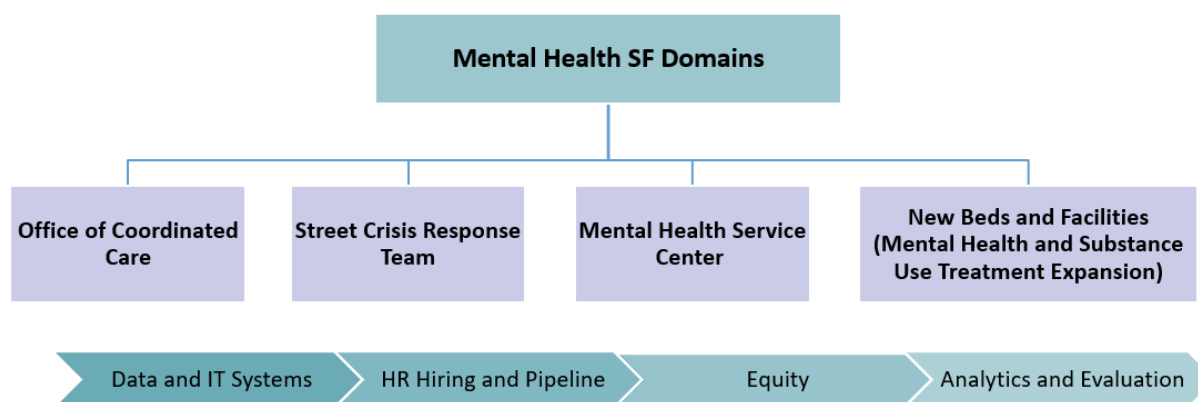 Mental Health SF Domains
Office of Coordinated
Care
Street Crisis Response
Team
Mental Health Service
Center
New Beds and Facilities
(Mental Health and Substance
Use Treatment Expansion)
Data and IT Systems
HR Hiring and Pipeline
Equity
Analytics and Evaluation